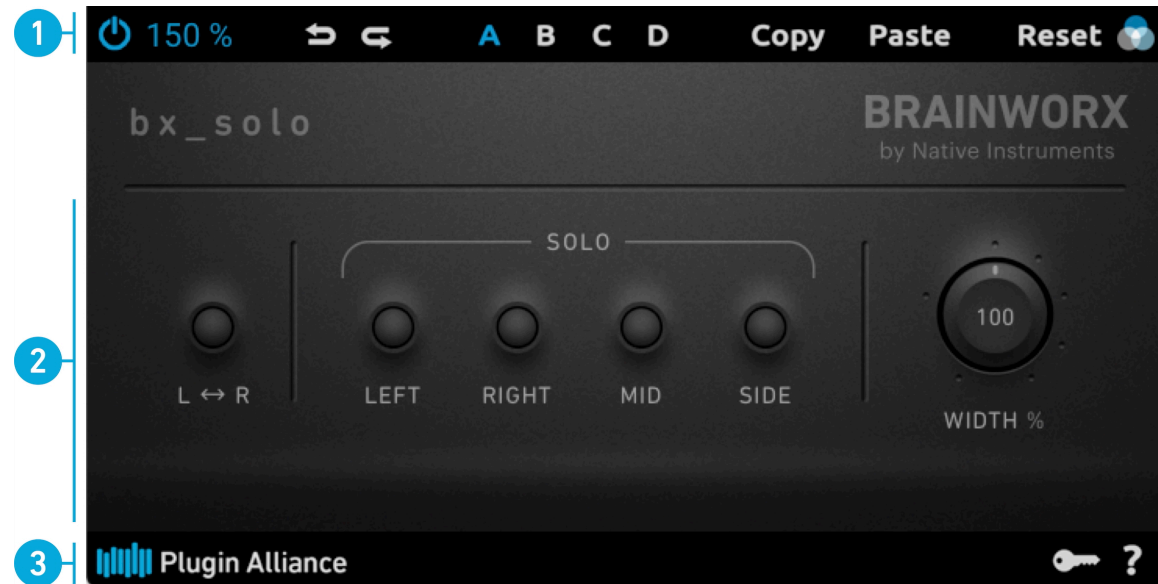 1
150 % A B C D Copy Paste Reset
bx_solo
BRAINWORX
by Native Instruments
2
SOLO
L ↔ R LEFT RIGHT MID SIDE
100
WIDTH %
3
Plugin Alliance ?